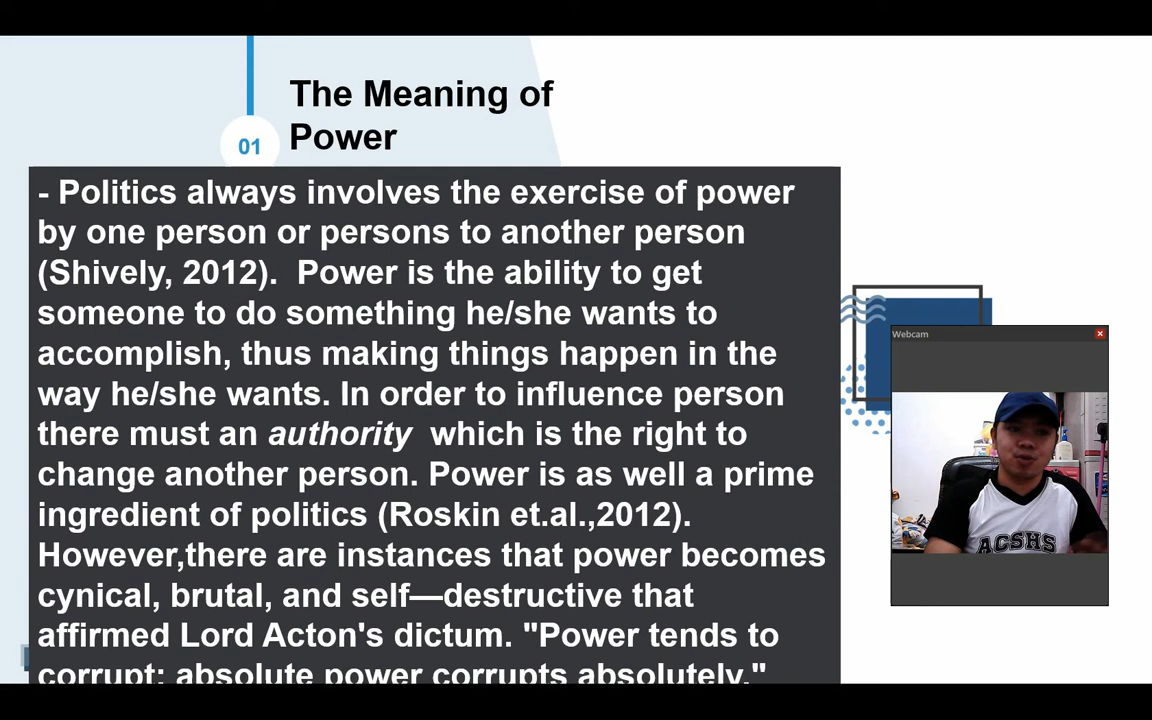 The Meaning of
Power
01
- Politics always involves the exercise of power
by one person or persons to another person
(Shively, 2012).  Power is the ability to get
someone to do something he/she wants to
accomplish, thus making things happen in the
way he/she wants. In order to influence person
there must an authority  which is the right to
change another person. Power is as well a prime
ingredient of politics (Roskin et.al.,2012).
However,there are instances that power becomes
cynical, brutal, and self—destructive that
affirmed Lord Acton's dictum. "Power tends to
corrupt; absolute power corrupts absolutely."
Webcam
ACSHS